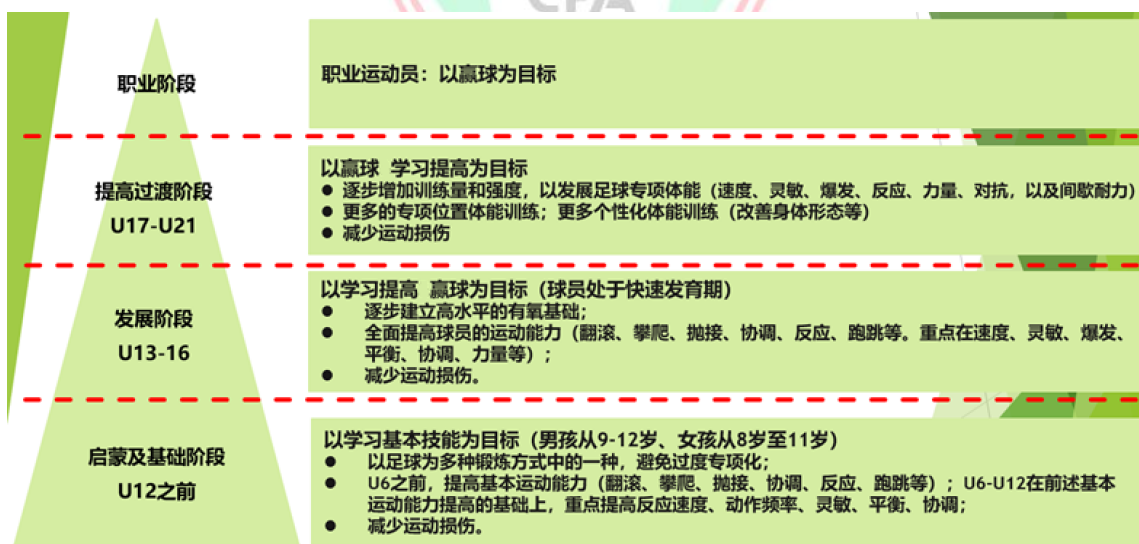 CFA
职业阶段
职业运动员：以赢球为目标
提高过渡阶段
U17-U21
以赢球 学习提高为目标
● 逐步增加训练量和强度，以发展足球专项体能（速度、灵敏、爆发、反应、力量、对抗，以及间歇耐力）
● 更多的专项位置体能训练；更多个性化体能训练（改善身体形态等）
● 减少运动损伤
发展阶段
U13-16
以学习提高 赢球为目标（球员处于快速发育期）
● 逐步建立高水平的有氧基础；
● 全面提高球员的运动能力（翻滚、攀爬、抛接、协调、反应、跑跳等。重点在速度、灵敏、爆发、
平衡、协调、力量等）；
● 减少运动损伤。
启蒙及基础阶段
U12之前
以学习基本技能为目标（男孩从9-12岁、女孩从8岁至11岁）
● 以足球为多种锻炼方式中的一种，避免过度专项化；
● U6之前，提高基本运动能力（翻滚、攀爬、抛接、协调、反应、跑跳等）；U6-U12在前述基本
运动能力提高的基础上，重点提高反应速度、动作频率、灵敏、平衡、协调；
● 减少运动损伤。